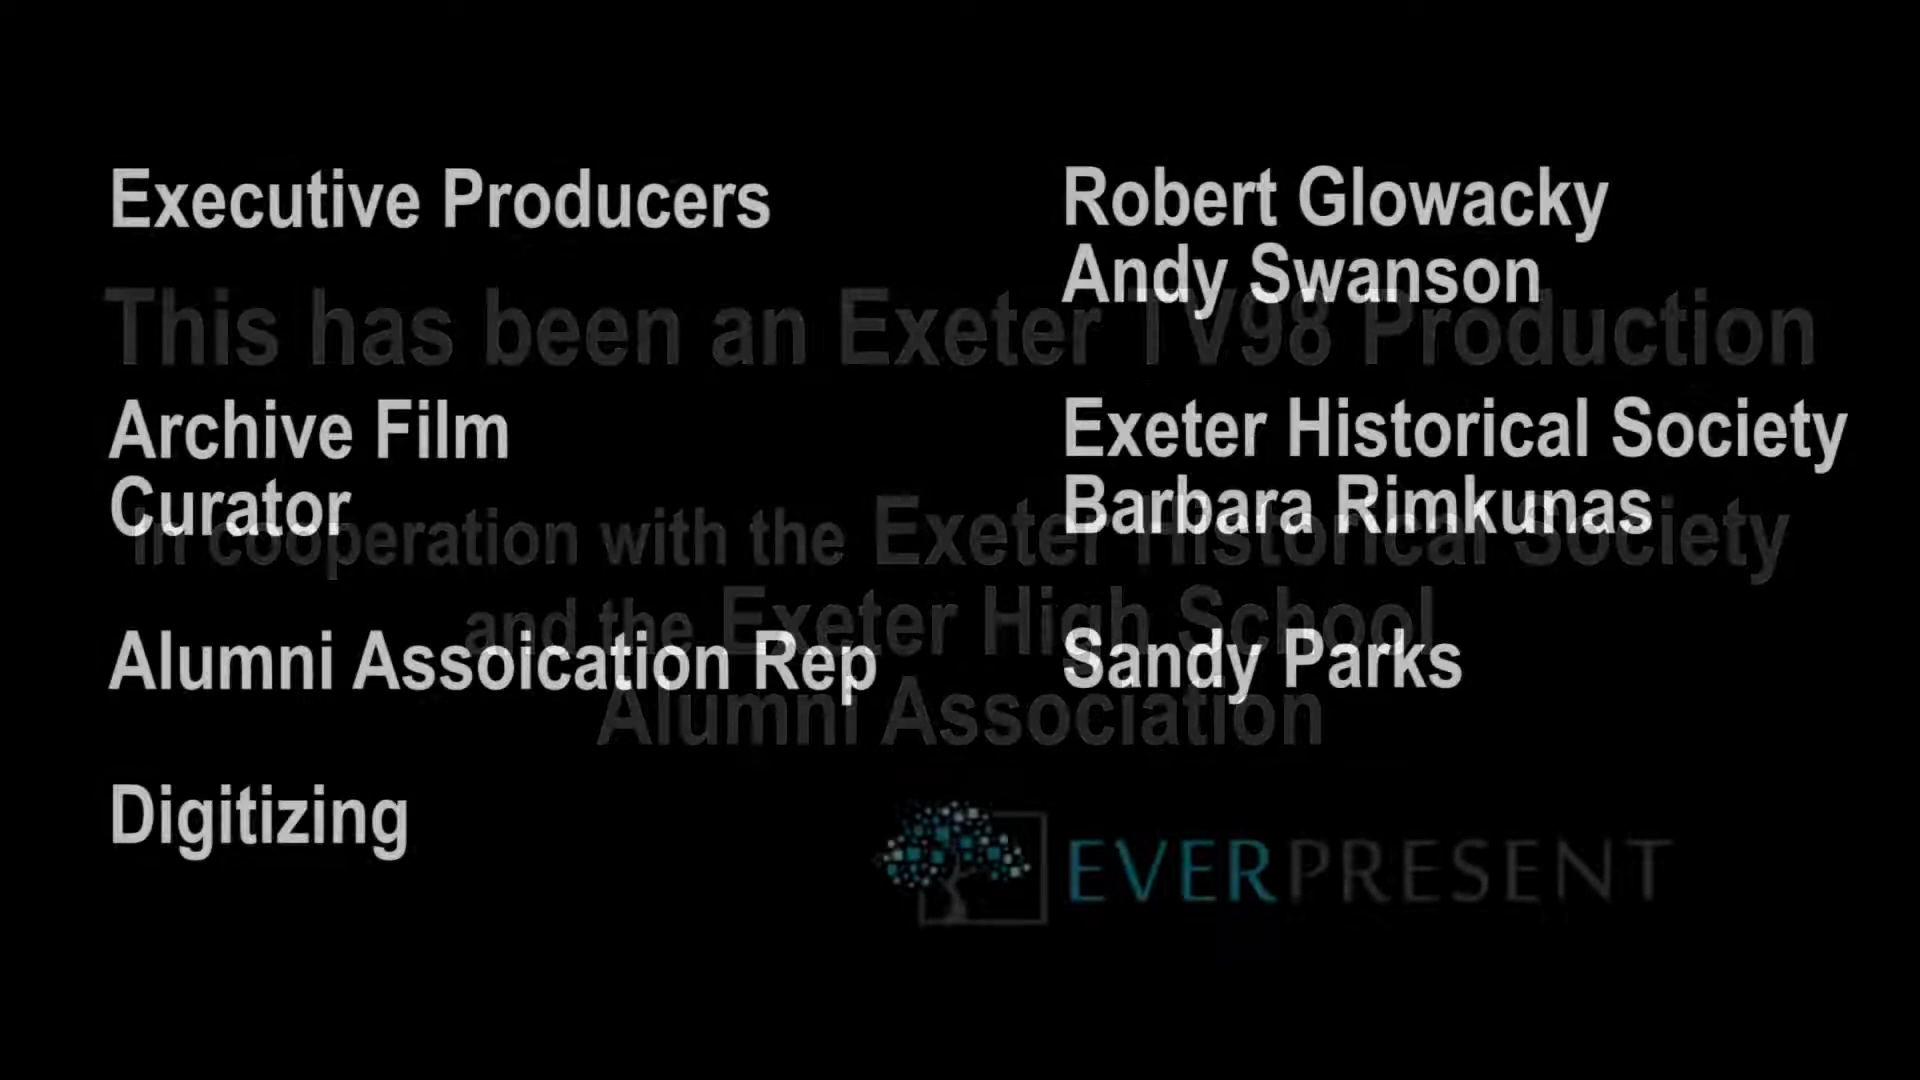 Executive Producers Robert Glowacky
Andy Swanson
This has been an Exeter TV98 Production
Archive Film Exeter Historical Society
Curator Barbara Rimkunas
in cooperation with the Exeter Historical Society
and the Exeter High School
Alumni Assoication Rep Sandy Parks
Alumni Association
Digitizing EVERPRESENT